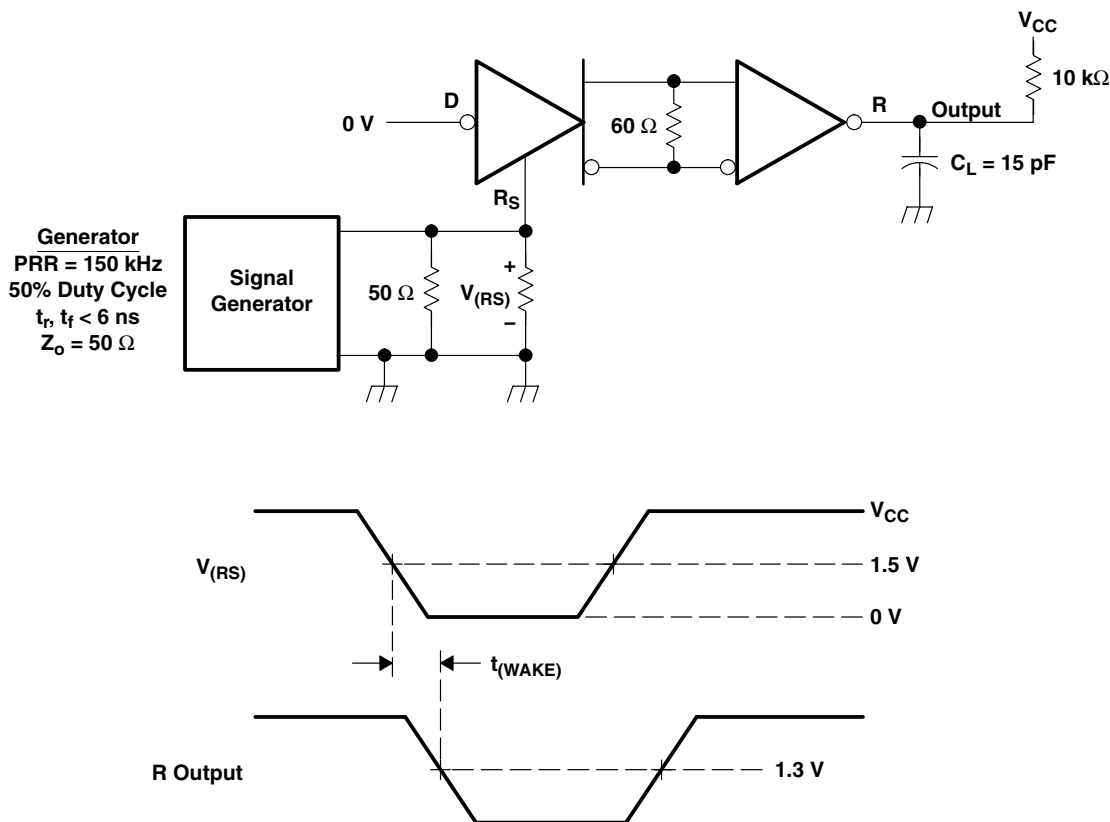 V_CC
10 kΩ
D
0 V
60 Ω
R
Output
C_L = 15 pF
R_S
Generator
PRR = 150 kHz
50% Duty Cycle
t_r, t_f < 6 ns
Z_o = 50 Ω
Signal
Generator
50 Ω
+
V_(RS)
−
V_CC
V_(RS)
1.5 V
0 V
t_(WAKE)
R Output
1.3 V